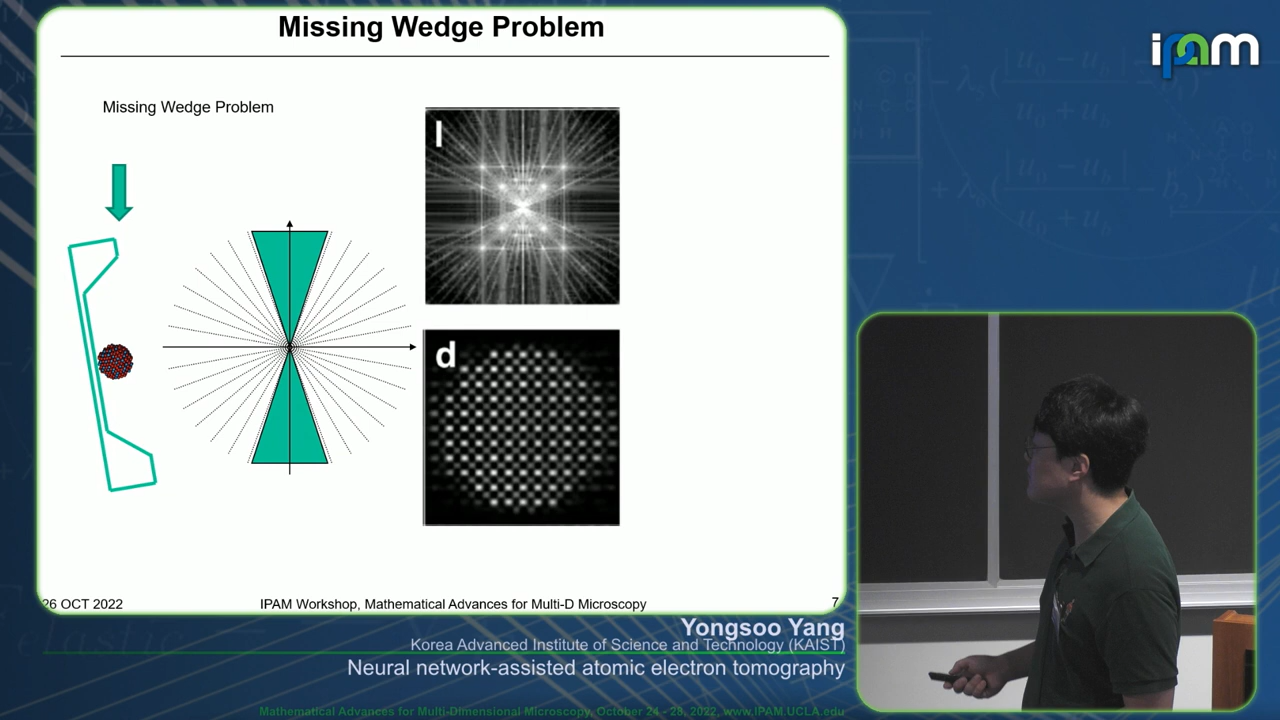 Missing Wedge Problem
ipam
Missing Wedge Problem
l
d
26 OCT 2022
IPAM Workshop, Mathematical Advances for Multi-D Microscopy
7
Yongsoo Yang
Korea Advanced Institute of Science and Technology (KAIST)
Neural network-assisted atomic electron tomography
Mathematical Advances for Multi-Dimensional Microscopy, October 24 - 28, 2022, www.IPAM.UCLA.edu